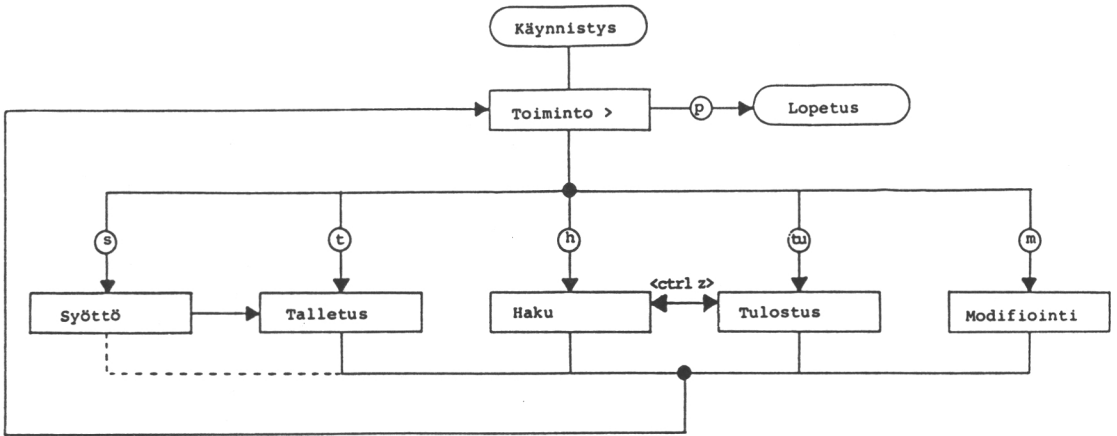 Käynnistys
Toiminto >
p
Lopetus
s
t
h
tu
m
<ctrl z>
Syöttö
Talletus
Haku
Tulostus
Modifiointi